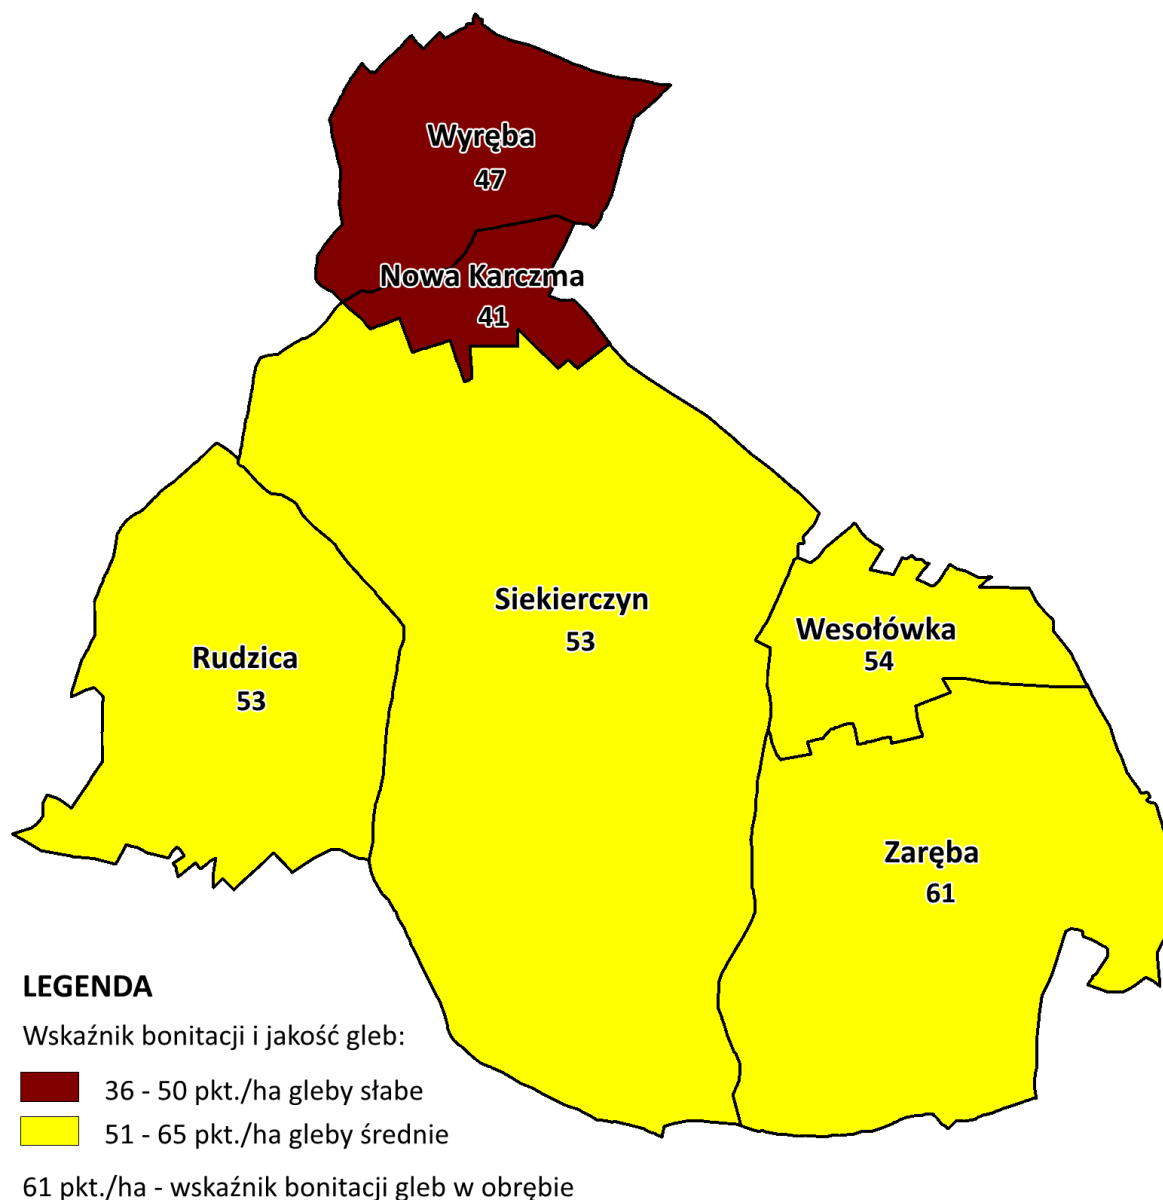 Wyręba
47
Nowa Karczma
41
Siekierczyn
53
Wesołówka
54
Rudzica
53
Zaręba
61
LEGENDA
Wskaźnik bonitacji i jakość gleb:
36 - 50 pkt./ha gleby słabe
51 - 65 pkt./ha gleby średnie
61 pkt./ha - wskaźnik bonitacji gleb w obrębie